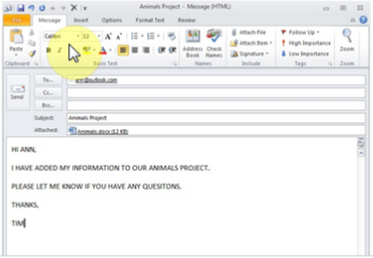 Animals Project - Message (HTML)
File Message Insert Options Format Text Review
Paste
Calibri 12
B I
Address Book
Check Names
Attach File
Attach Item
Signature
Follow Up
High Importance
Low Importance
Zoom
Clipboard Basic Text Names Include Tags Zoom
Send
To... ann@outlook.com
Cc...
Bcc...
Subject: Animals Project
Attached: Animals.docx (12 KB)
HI ANN,
I HAVE ADDED MY INFORMATION TO OUR ANIMALS PROJECT.
PLEASE LET ME KNOW IF YOU HAVE ANY QUESITONS.
THANKS,
TIM